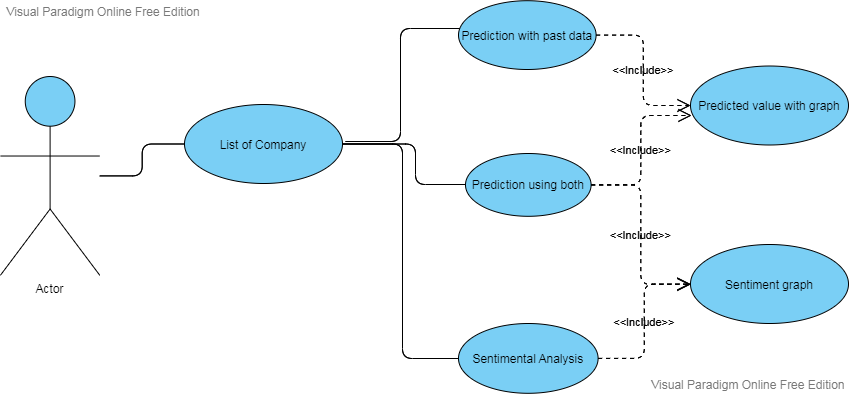 Visual Paradigm Online Free Edition
Prediction with past data
<<Include>>
Predicted value with graph
List of Company
<<Include>>
Prediction using both
<<Include>>
Actor
Sentiment graph
<<Include>>
Sentimental Analysis
Visual Paradigm Online Free Edition